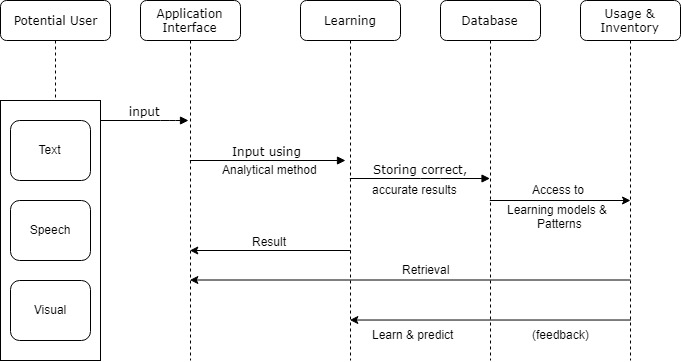 Potential User
Application
Interface
Learning
Database
Usage &
Inventory
input
Text
Input using
Analytical method
Storing correct,
accurate results
Access to
Learning models &
Patterns
Speech
Result
Retrieval
Visual
Learn & predict
(feedback)